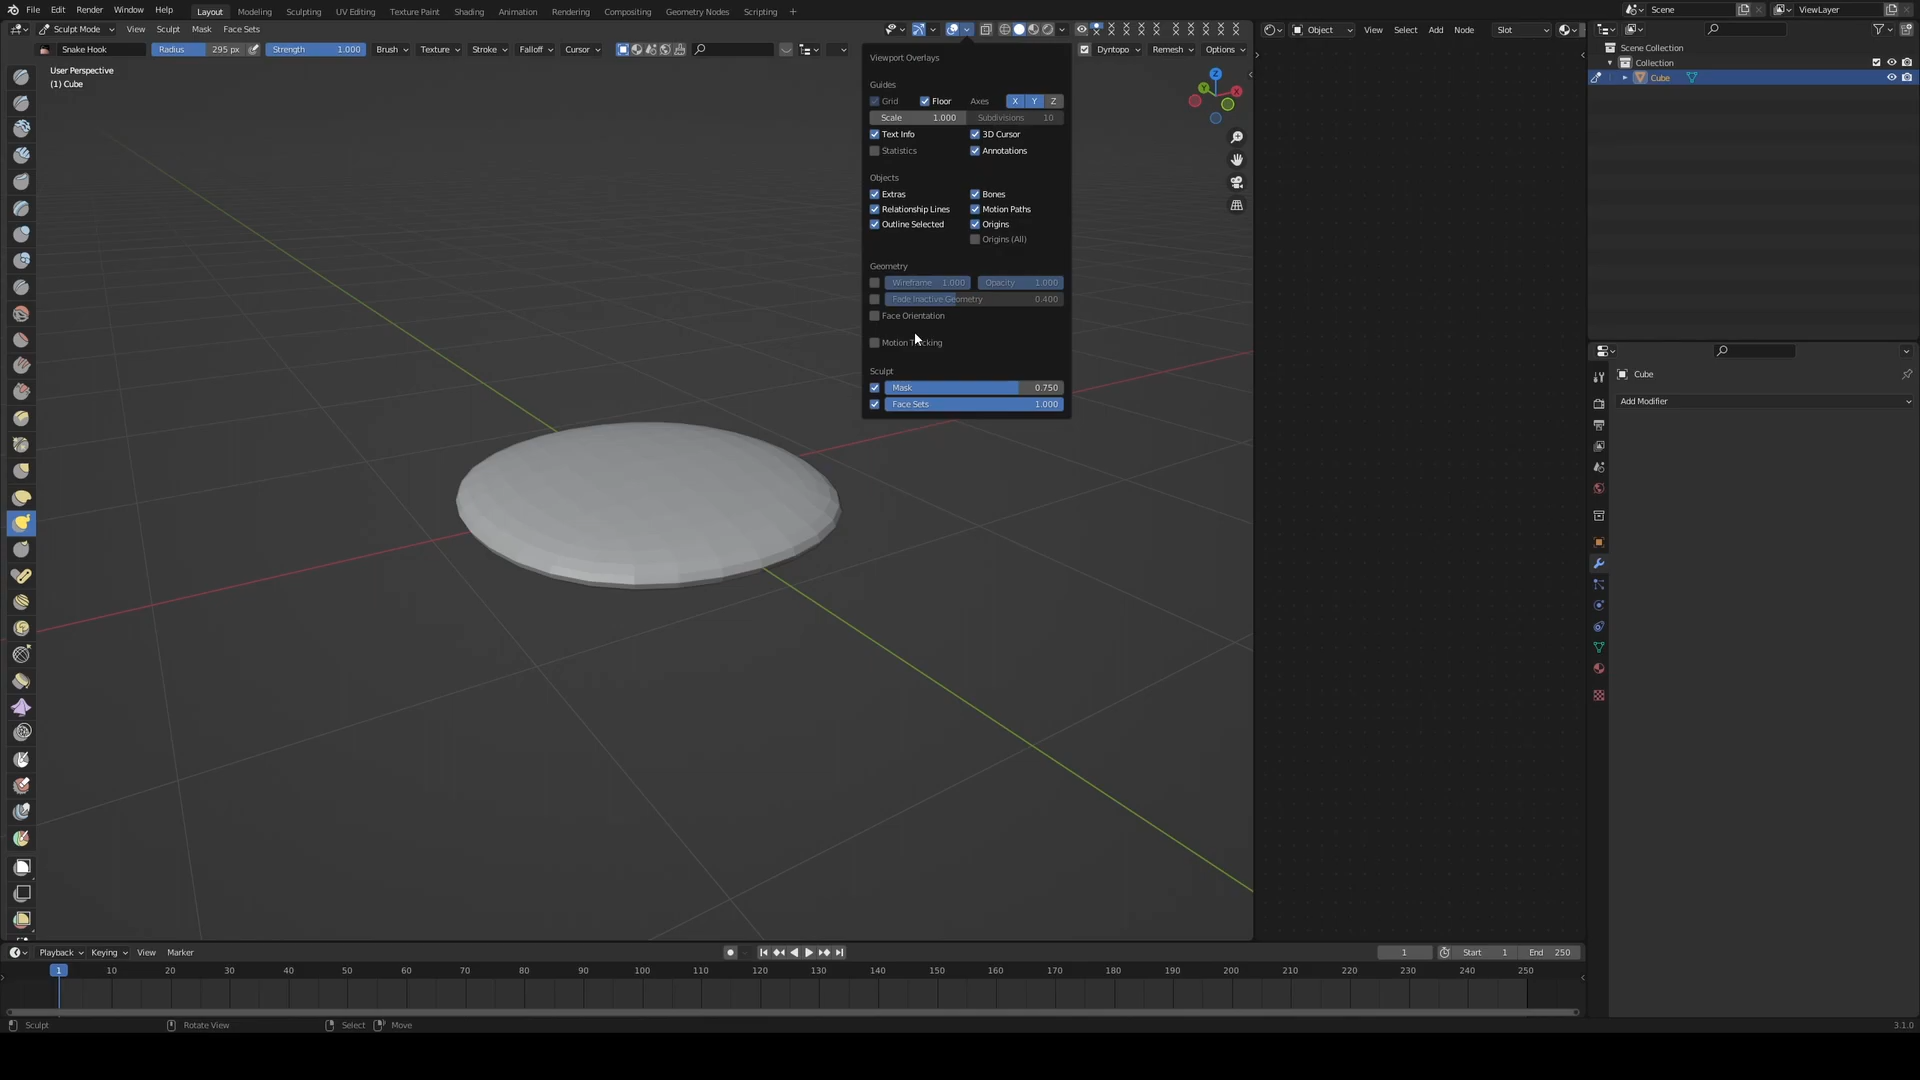 File Edit Render Window Help Layout Modeling Sculpting UV Editing Texture Paint Shading Animation Rendering Compositing Geometry Nodes Scripting + Scene ViewLayer
Sculpt Mode View Sculpt Mask Face Sets Object View Select Add Node Slot
Snake Hook Radius 295 px Strength 1.000 Brush Texture Stroke Falloff Cursor Dyntopo Remesh Options
User Perspective
(1) Cube
Viewport Overlays
Guides
Grid Floor Axes X Y Z
Scale 1.000 Subdivisions 10
Text Info 3D Cursor
Statistics Annotations
Objects
Extras Bones
Relationship Lines Motion Paths
Outline Selected Origins
Origins (All)
Geometry
Wireframe 1.000 Opacity 1.000
Fade Inactive Geometry 0.400
Face Orientation
Motion Tracking
Sculpt
Mask 0.750
Face Sets 1.000
Z
Y X
Scene Collection
Collection
Cube
Cube
Add Modifier
Playback Keying View Marker 1 Start 1 End 250
1 10 20 30 40 50 60 70 80 90 100 110 120 130 140 150 160 170 180 190 200 210 220 230 240 250
Sculpt Rotate View Select Move 3.1.0